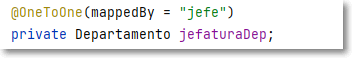 @OneToOne(mappedBy = "jefe")
private Departamento jefaturaDep;